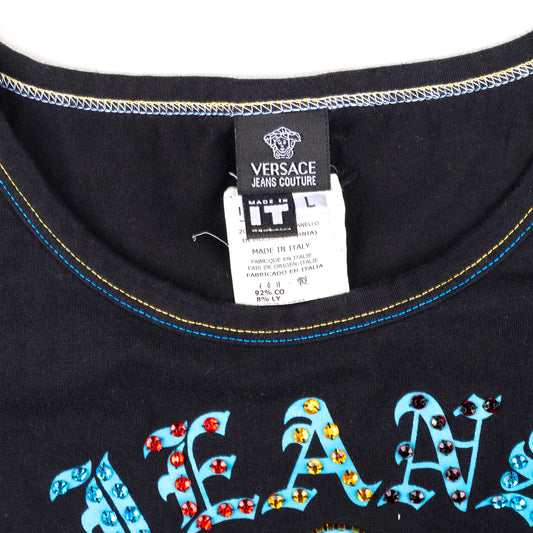 VERSACE
JEANS COUTURE
MADE IN
IT
L
MADE IN ITALY
FABRIQUE EN ITALIE
PAIS DE ORIGEN: ITALIA
FABRICADO EN ITALIA
92% CO
8% LY
JEANS